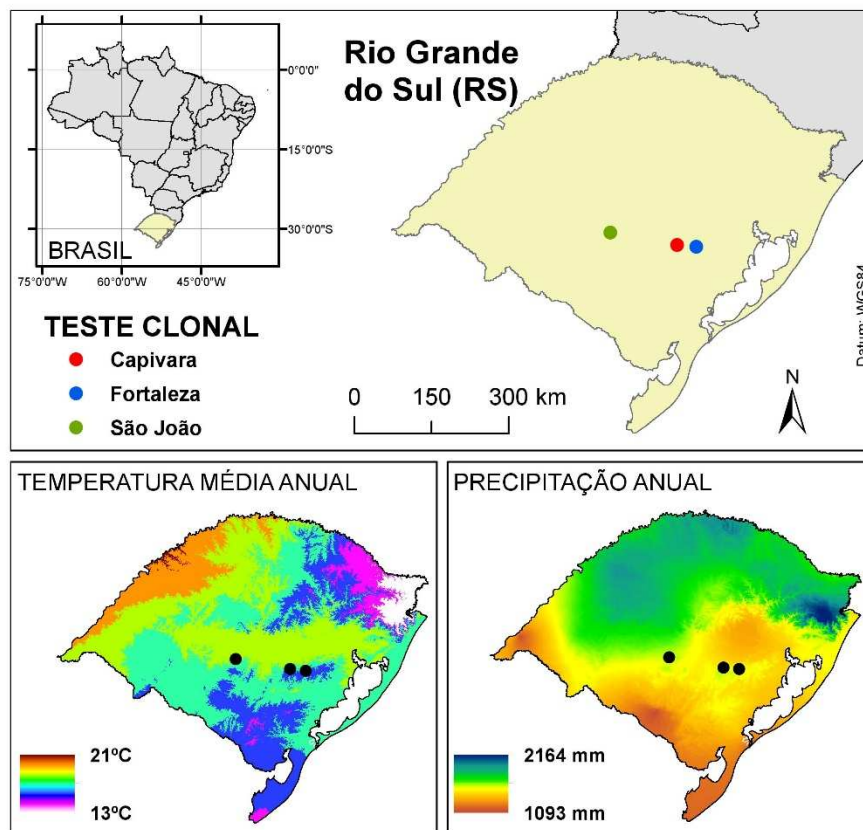 Rio Grande
do Sul (RS)
0°0'0"
15°0'0"S
30°0'0"S
BRASIL
75°0'0"W 60°0'0"W 45°0'0"W
TESTE CLONAL
Capivara
Fortaleza
São João
0 150 300 km
N
Datum: WGS84
TEMPERATURA MÉDIA ANUAL
21ºC
13ºC
PRECIPITAÇÃO ANUAL
2164 mm
1093 mm